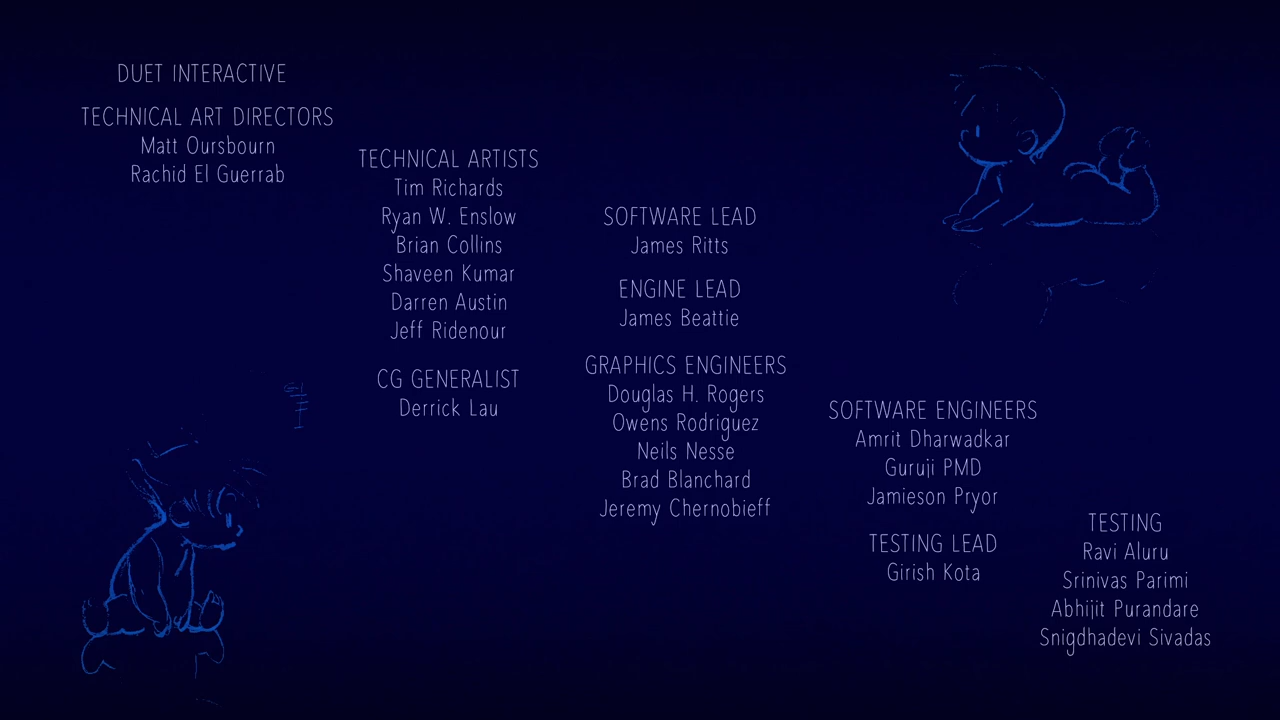 DUET INTERACTIVE
TECHNICAL ART DIRECTORS
Matt Oursbourn
Rachid El Guerrab
TECHNICAL ARTISTS
Tim Richards
Ryan W. Enslow
Brian Collins
Shaveen Kumar
Darren Austin
Jeff Ridenour
CG GENERALIST
Derrick Lau
SOFTWARE LEAD
James Ritts
ENGINE LEAD
James Beattie
GRAPHICS ENGINEERS
Douglas H. Rogers
Owens Rodriguez
Neils Nesse
Brad Blanchard
Jeremy Chernobieff
SOFTWARE ENGINEERS
Amrit Dharwadkar
Guruji PMD
Jamieson Pryor
TESTING LEAD
Girish Kota
TESTING
Ravi Aluru
Srinivas Parimi
Abhijit Purandare
Snigdhadevi Sivadas